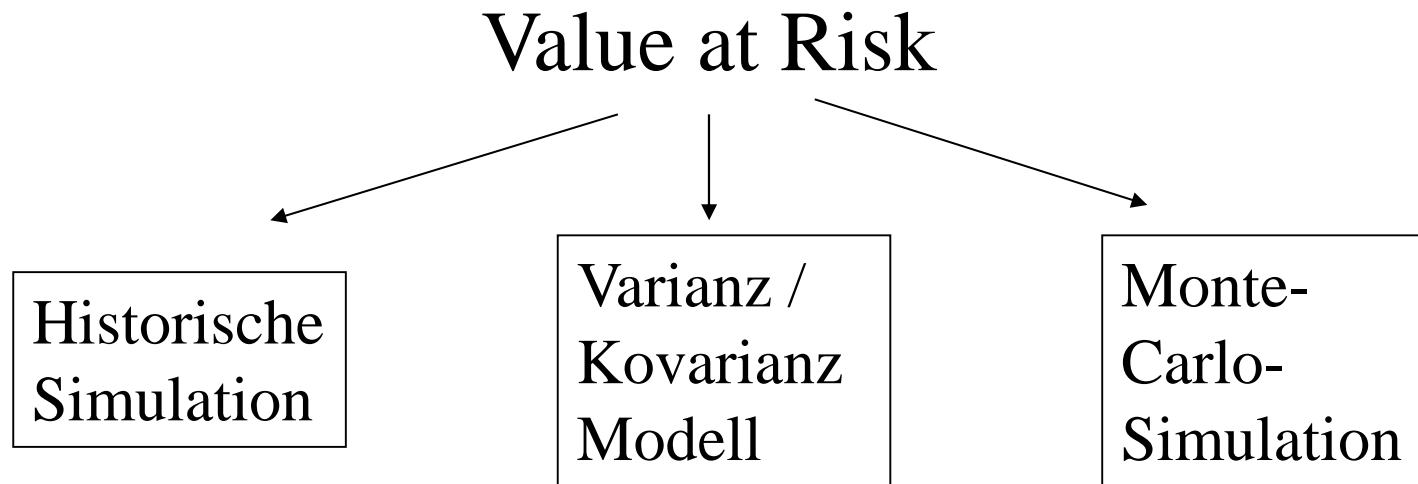 Value at Risk
Historische
Simulation
Varianz /
Kovarianz
Modell
Monte-
Carlo-
Simulation